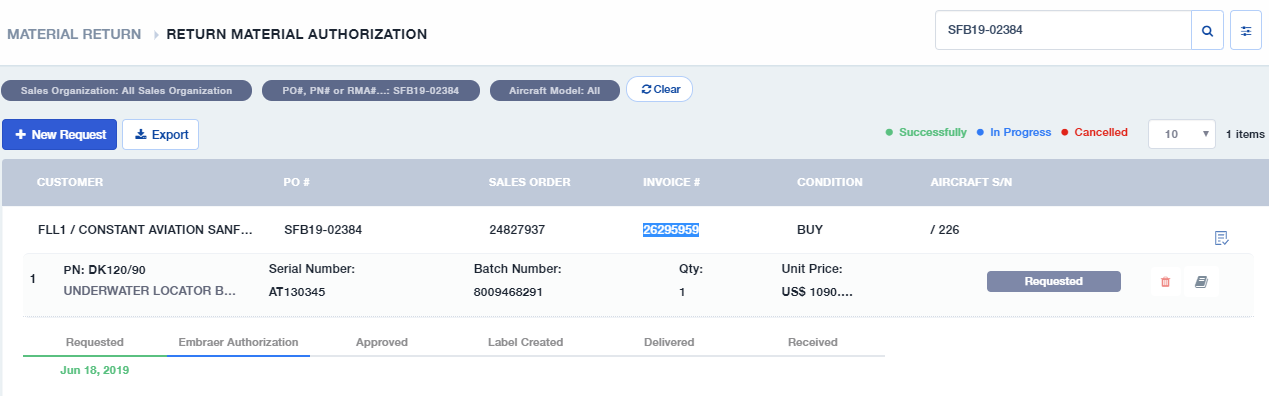 MATERIAL RETURN › RETURN MATERIAL AUTHORIZATION
SFB19-02384
Sales Organization: All Sales Organization
PO#, PN# or RMA#...: SFB19-02384
Aircraft Model: All
Clear
New Request
Export
Successfully
In Progress
Cancelled
10
1 items
CUSTOMER PO # SALES ORDER INVOICE # CONDITION AIRCRAFT S/N
FLL1 / CONSTANT AVIATION SANF... SFB19-02384 24827937 26295959 BUY / 226
1 PN: DK120/90 Serial Number: Batch Number: Qty: Unit Price:
UNDERWATER LOCATOR B... AT130345 8009468291 1 US$ 1090....
Requested
Requested Embraer Authorization Approved Label Created Delivered Received
Jun 18, 2019